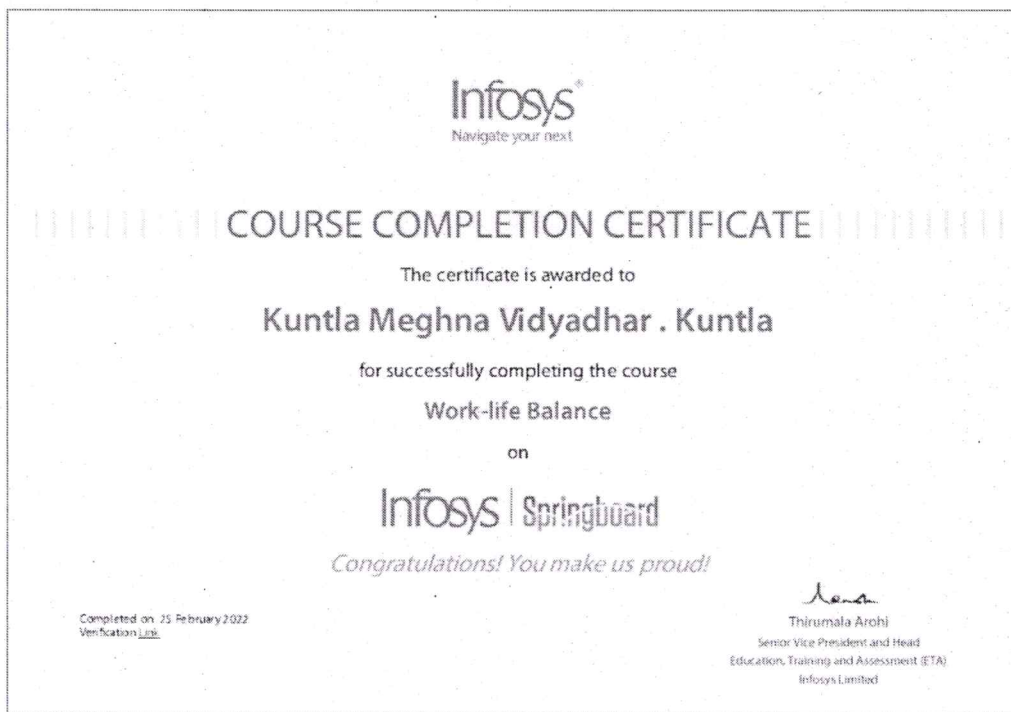 Infosys®
Navigate your next
COURSE COMPLETION CERTIFICATE
The certificate is awarded to
Kuntla Meghna Vidyadhar . Kuntla
for successfully completing the course
Work-life Balance
on
Infosys | Springboard
Congratulations! You make us proud!
Completed on 25 February 2022
Verification Link
Thirumala Arohi
Senior Vice President and Head
Education, Training and Assessment (ETA)
Infosys Limited